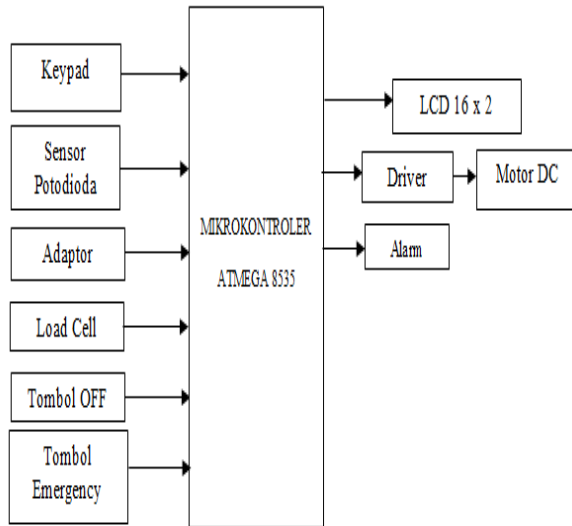 Keypad
Sensor
Potodioda
Adaptor
Load Cell
Tombol OFF
Tombol
Emergency
MIKROKONTROLER
ATMEGA 8535
LCD 16 x 2
Driver
Motor DC
Alarm